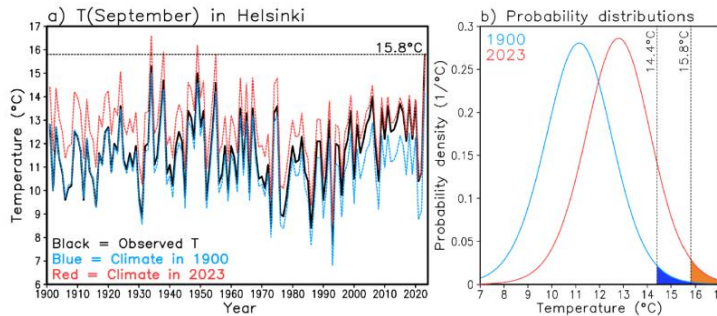 a) T(September) in Helsinki
17
16
15
14
13
12
11
10
9
8
7
6
Temperature (°C)
15.8°C
Black = Observed T
Blue = Climate in 1900
Red = Climate in 2023
1900 1910 1920 1930 1940 1950 1960 1970 1980 1990 2000 2010 2020
Year
b) Probability distributions
0.3
0.25
0.2
0.15
0.1
0.05
0
Probability density (1/°C)
1900
2023
14.4°C
15.8°C
7 8 9 10 11 12 13 14 15 16 17
Temperature (°C)